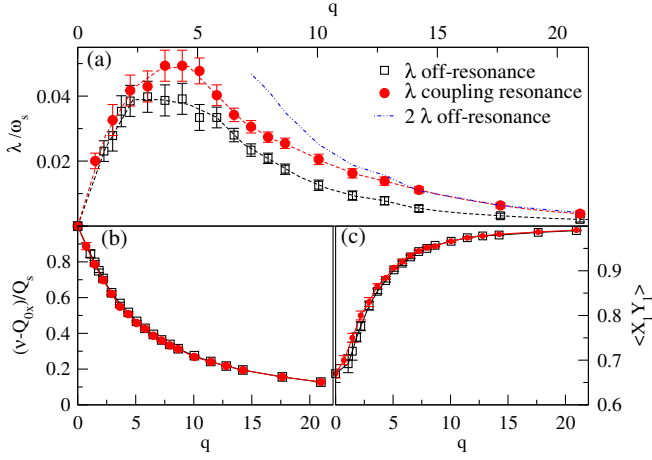 q
0 5 10 15 20
(a)
λ off-resonance
λ coupling resonance
2 λ off-resonance
0.04
0.02
λ /ω_s
(b)
(c)
0.8
0.6
0.4
0.2
0
(ν-Q_0x)/Q_s
0.9
0.8
0.7
0.6
<X_1 Y_1>
0 5 10 15 20 0 5 10 15 20
q q